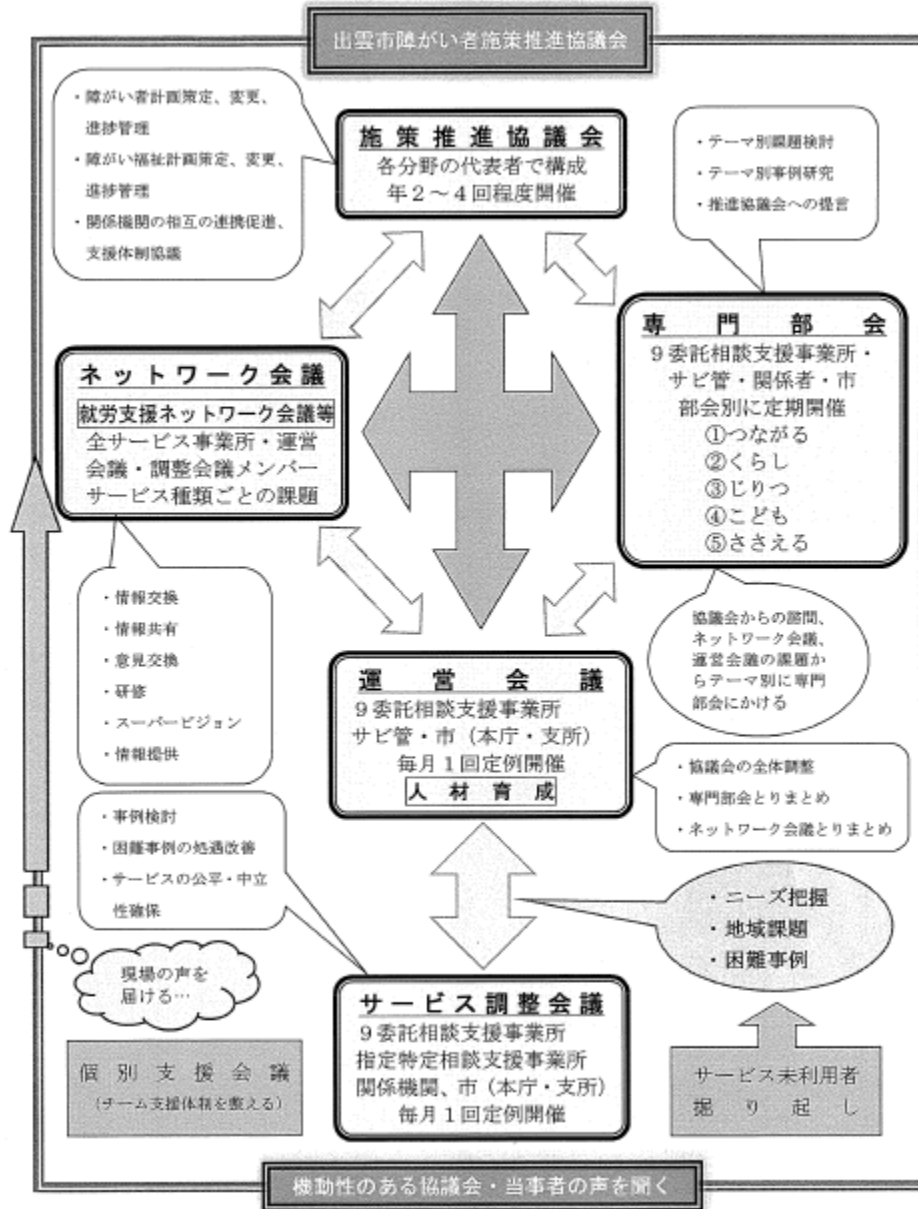 出雲市障がい者施策推進協議会
・障がい者計画策定、変更、
進捗管理
・障がい福祉計画策定、変更、
進捗管理
・関係機関の相互の連携促進、
支援体制協議
施策推進協議会
各分野の代表者で構成
年2～4回程度開催
・テーマ別課題検討
・テーマ別事例研究
・推進協議会への提言
専門部会
9委託相談支援事業所・
サビ管・関係者・市
部会別に定期開催
①つながる
②くらし
③じりつ
④こども
⑤ささえる
ネットワーク会議
就労支援ネットワーク会議等
全サービス事業所・運営
会議・調整会議メンバー
サービス種類ごとの課題
・情報交換
・情報共有
・意見交換
・研修
・スーパービジョン
・情報提供
協議会からの諮問、
ネットワーク会議、
運営会議の課題か
らテーマ別に専門
部会にかける
運営会議
9委託相談支援事業所
サビ管・市（本庁・支所）
毎月1回定例開催
人材育成
・協議会の全体調整
・専門部会とりまとめ
・ネットワーク会議とりまとめ
・事例検討
・困難事例の処遇改善
・サービスの公平・中立
性確保
・ニーズ把握
・地域課題
・困難事例
現場の声を
届ける…
サービス調整会議
9委託相談支援事業所
指定特定相談支援事業所
関係機関、市（本庁・支所）
毎月1回定例開催
個別支援会議
（チーム支援体制を整える）
サービス未利用者
掘り起し
機動性のある協議会・当事者の声を聞く